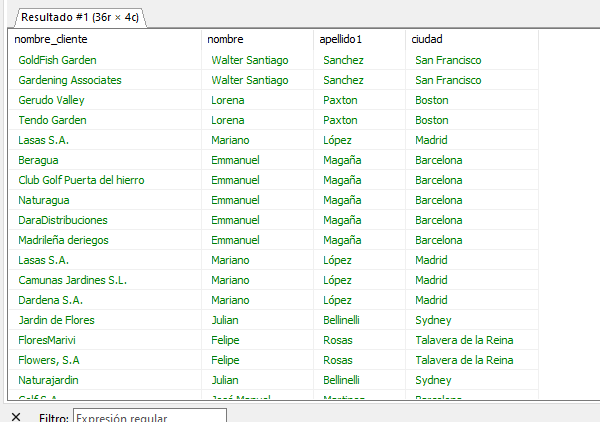 Resultado #1 (36r × 4c)
nombre_cliente nombre apellido1 ciudad
GoldFish Garden Walter Santiago Sanchez San Francisco
Gardening Associates Walter Santiago Sanchez San Francisco
Gerudo Valley Lorena Paxton Boston
Tendo Garden Lorena Paxton Boston
Lasas S.A. Mariano López Madrid
Beragua Emmanuel Magaña Barcelona
Club Golf Puerta del hierro Emmanuel Magaña Barcelona
Naturagua Emmanuel Magaña Barcelona
DaraDistribuciones Emmanuel Magaña Barcelona
Madrileña deriegos Emmanuel Magaña Barcelona
Lasas S.A. Mariano López Madrid
Camunas Jardines S.L. Mariano López Madrid
Dardena S.A. Mariano López Madrid
Jardin de Flores Julian Bellinelli Sydney
FloresMarivi Felipe Rosas Talavera de la Reina
Flowers, S.A Felipe Rosas Talavera de la Reina
Naturajardin Julian Bellinelli Sydney
Golf S.A. José Manuel Martinez Barcelona
Filtro: Expresión regular